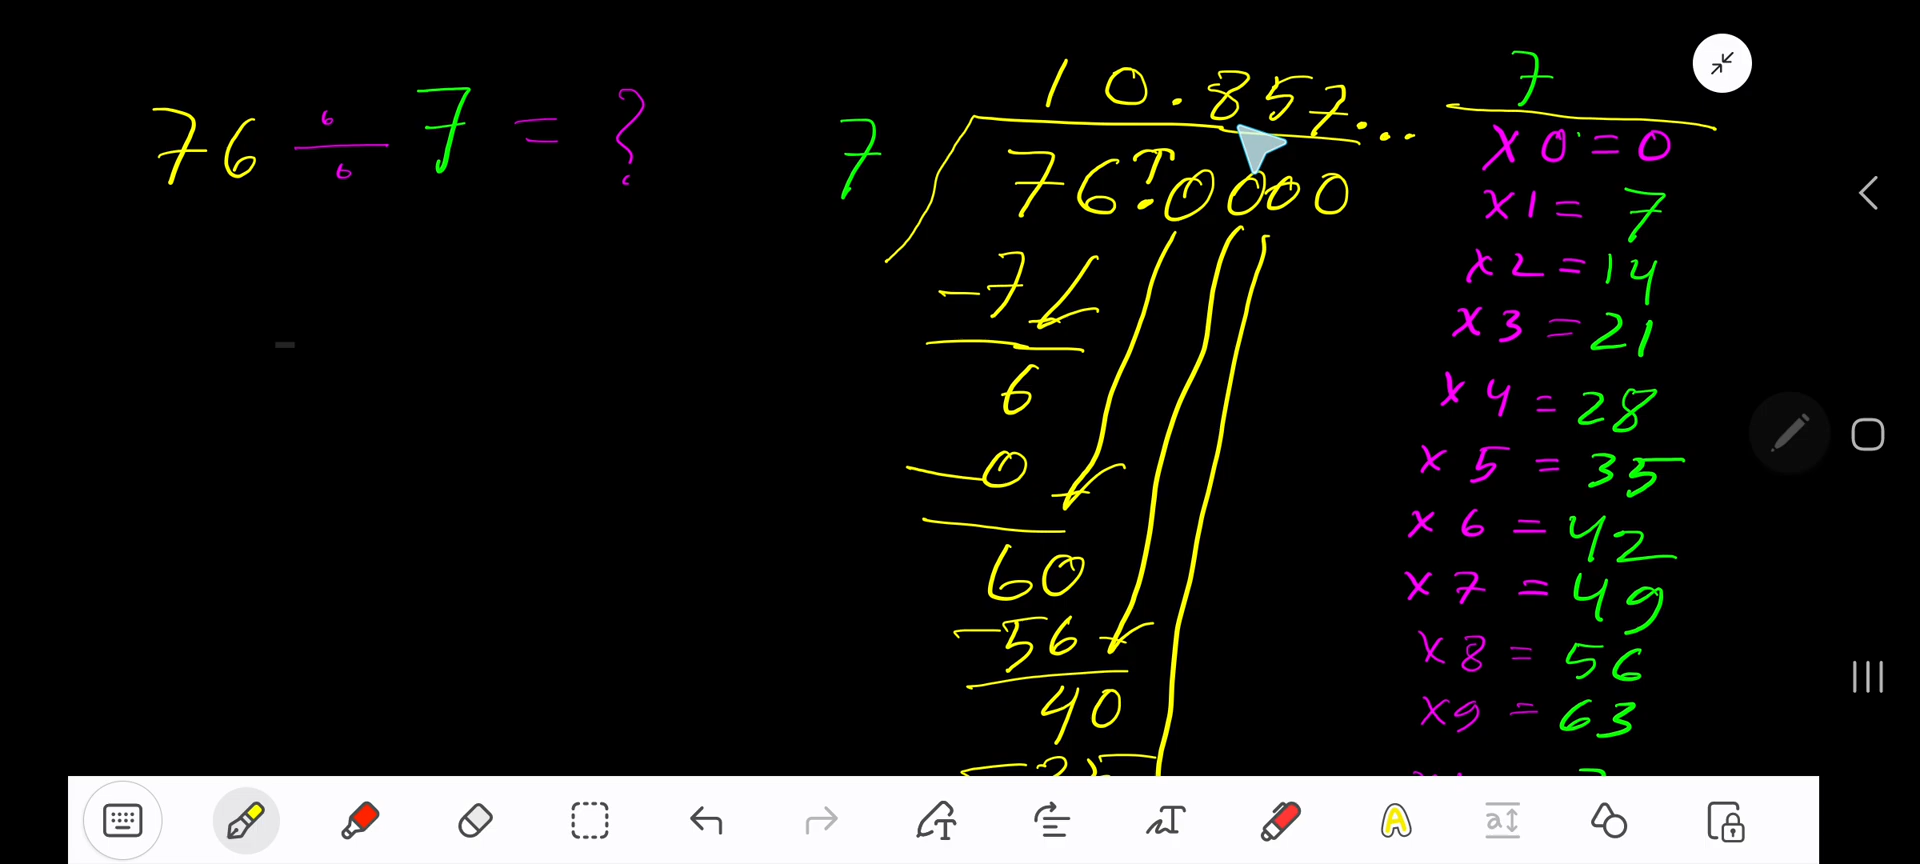 76 ÷ 7 = ?
10.857...
7 76.0000
-7
6
-0
60
-56
40
-35
7
x0=0
x1=7
x2=14
x3=21
x4=28
x5=35
x6=42
x7=49
x8=56
x9=63